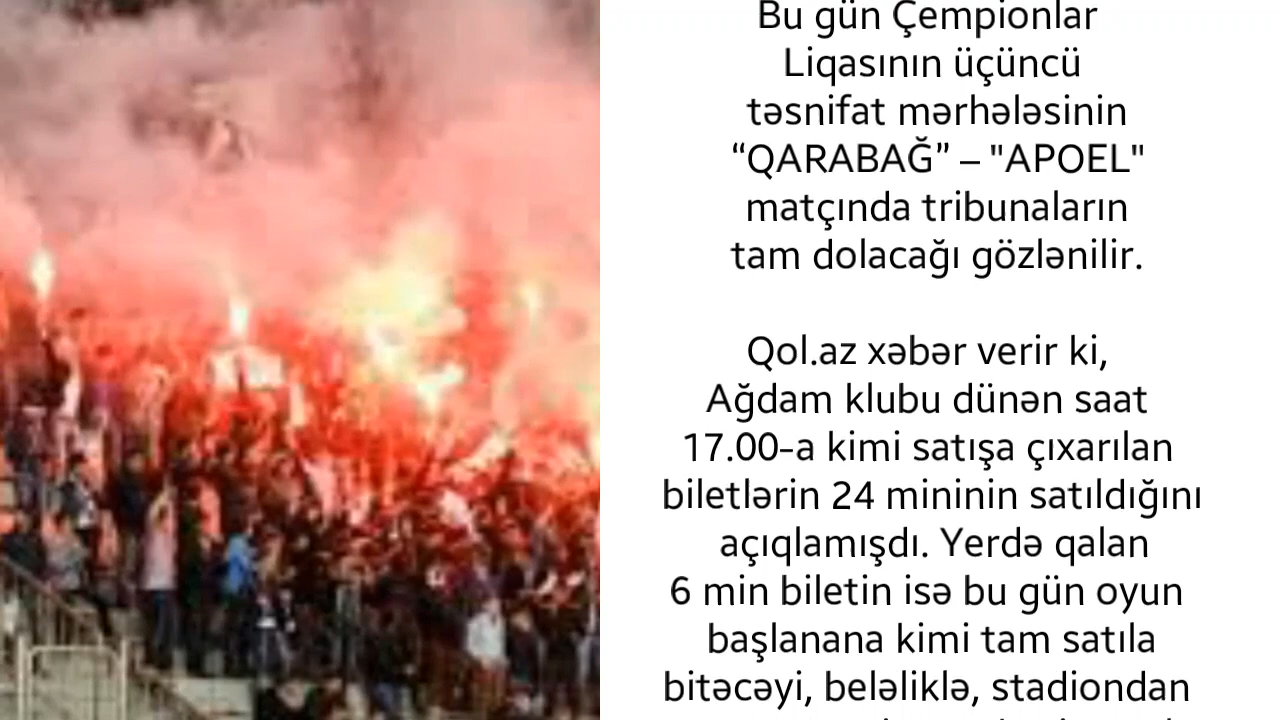 Bu gün Çempionlar
Liqasının üçüncü
təsnifat mərhələsinin
“QARABAĞ” – "APOEL"
matçında tribunaların
tam dolacağı gözlənilir.
Qol.az xəbər verir ki,
Ağdam klubu dünən saat
17.00-a kimi satışa çıxarılan
biletlərin 24 mininin satıldığını
açıqlamışdı. Yerdə qalan
6 min biletin isə bu gün oyun
başlanana kimi tam satıla
bitəcəyi, beləliklə, stadiondan